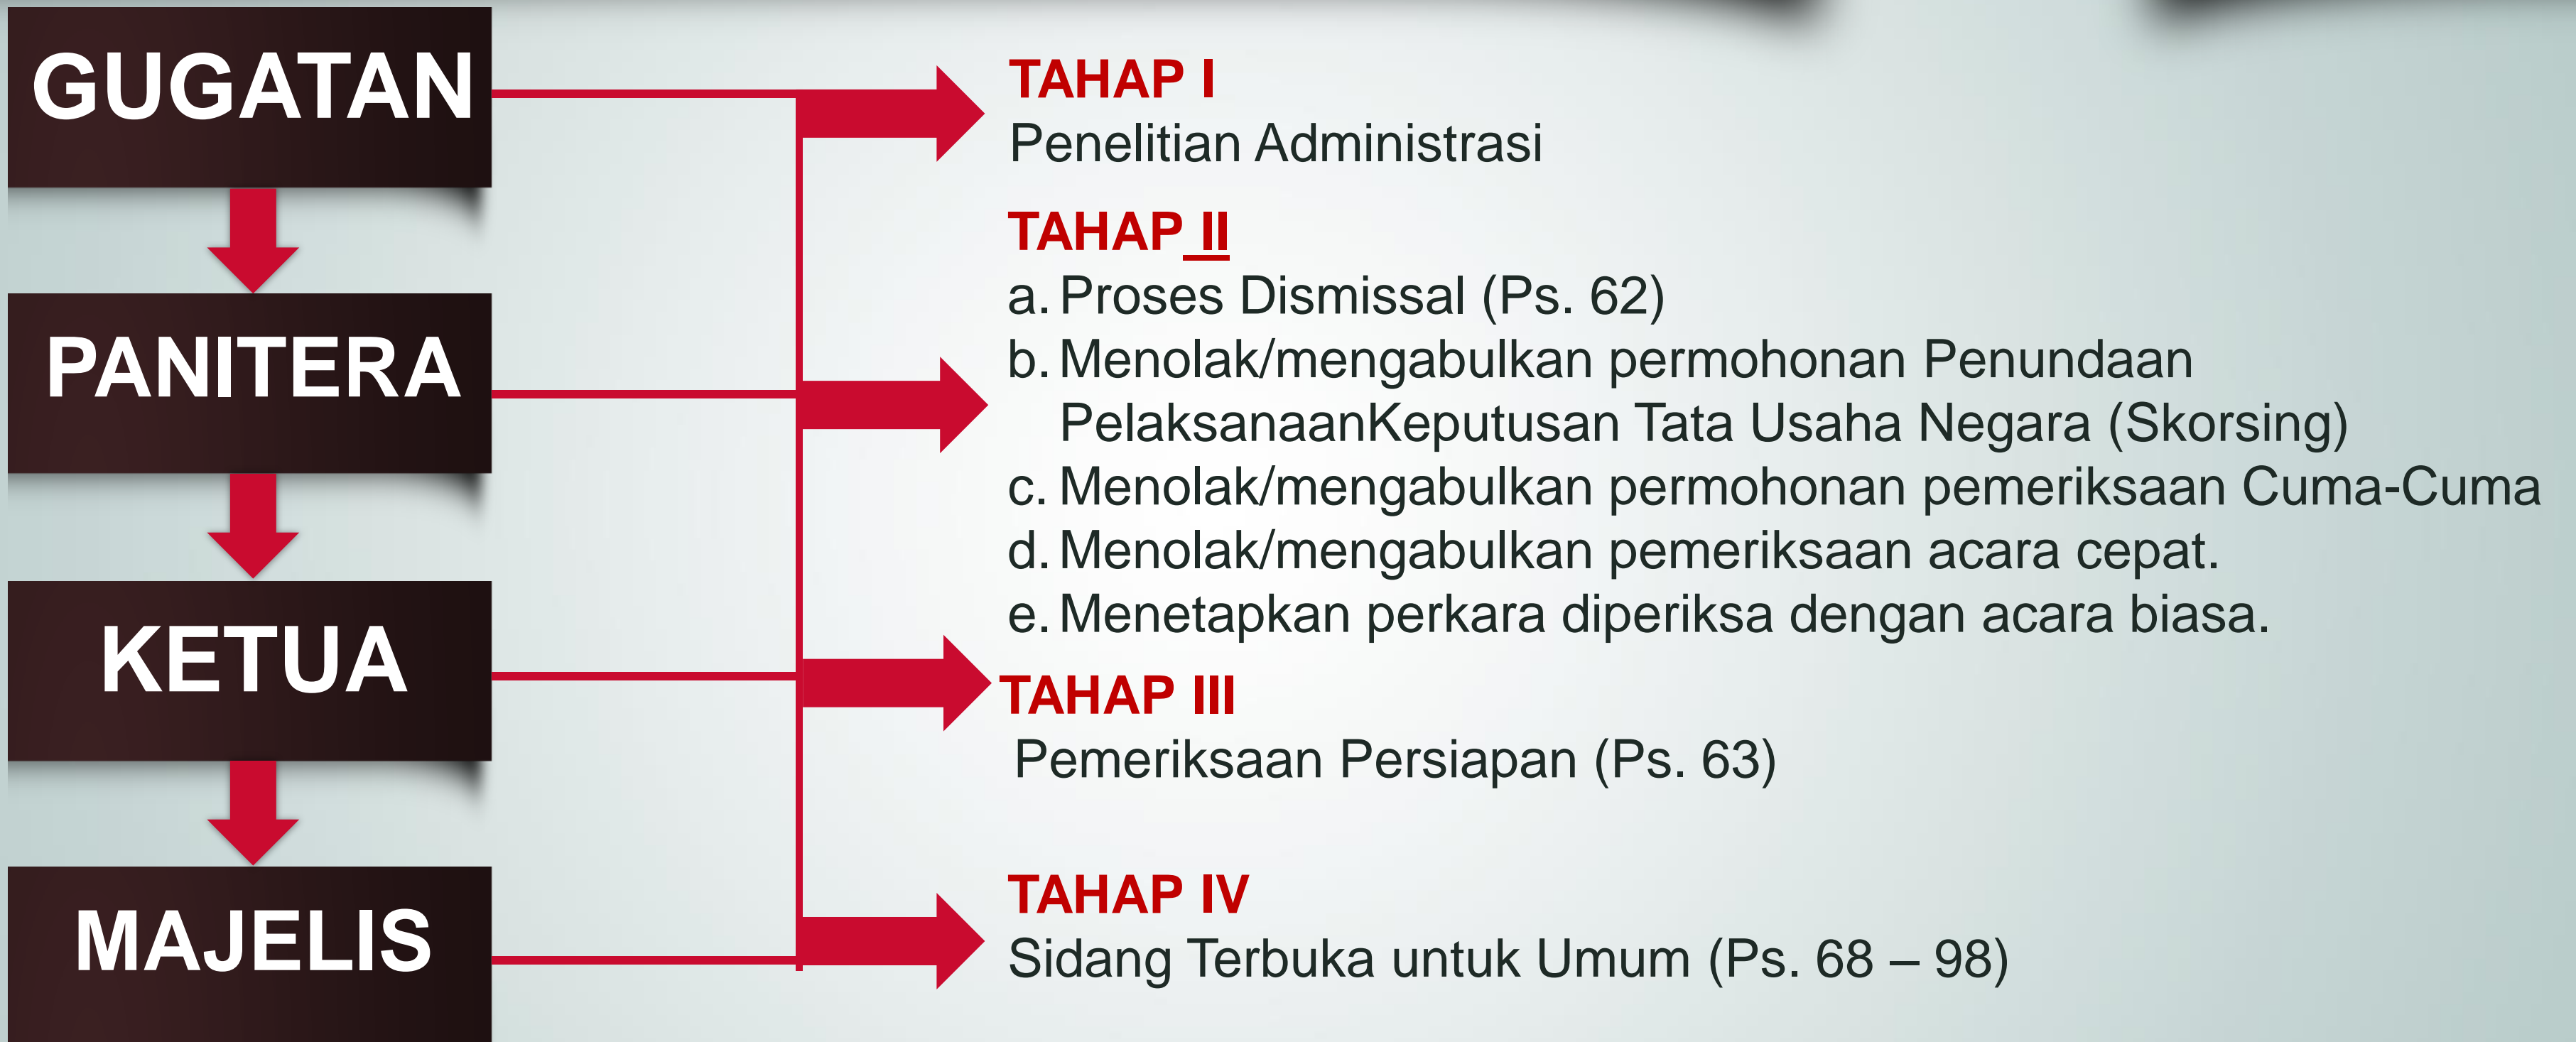 GUGATAN
PANITERA
KETUA
MAJELIS
TAHAP I
Penelitian Administrasi
TAHAP II
a. Proses Dismissal (Ps. 62)
b. Menolak/mengabulkan permohonan Penundaan
PelaksanaanKeputusan Tata Usaha Negara (Skorsing)
c. Menolak/mengabulkan permohonan pemeriksaan Cuma-Cuma
d. Menolak/mengabulkan pemeriksaan acara cepat.
e. Menetapkan perkara diperiksa dengan acara biasa.
TAHAP III
Pemeriksaan Persiapan (Ps. 63)
TAHAP IV
Sidang Terbuka untuk Umum (Ps. 68 – 98)